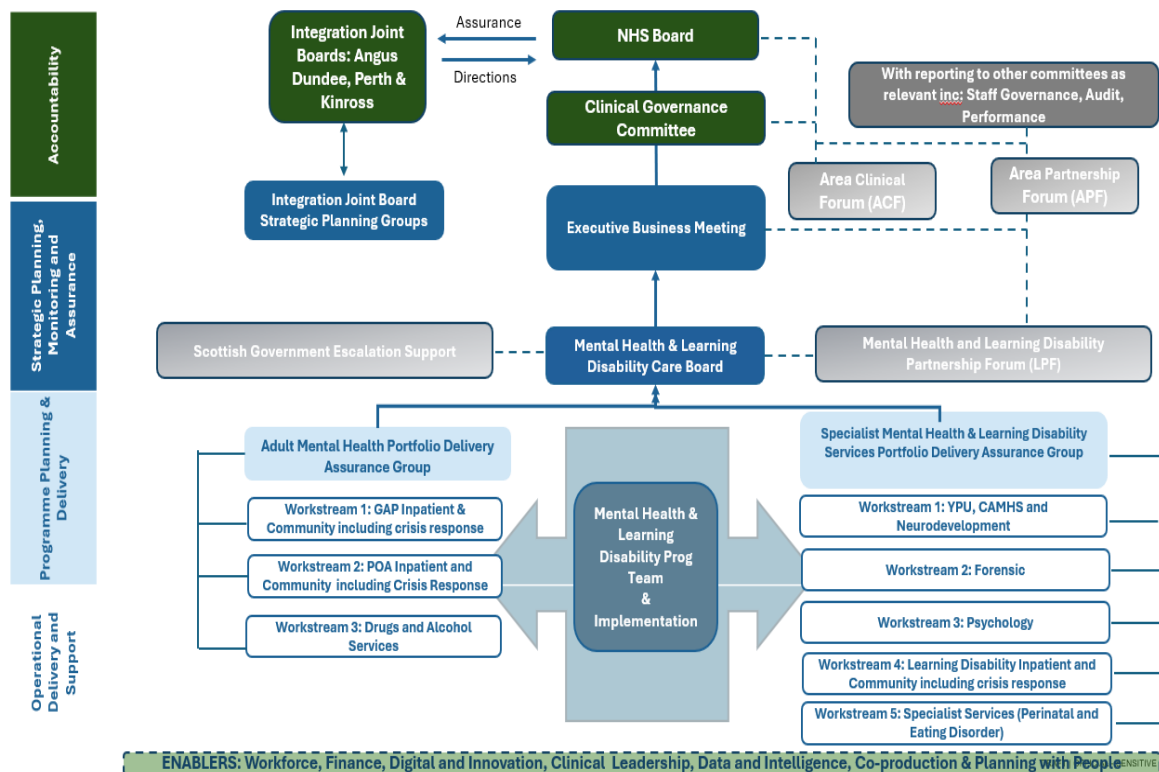 Accountability
Strategic Planning,
Monitoring and
Assurance
Programme Planning &
Delivery
Operational
Delivery and
Support
Integration Joint
Boards: Angus
Dundee, Perth &
Kinross
Assurance
Directions
NHS Board
Clinical Governance
Committee
With reporting to other committees as
relevant inc: Staff Governance, Audit,
Performance
Integration Joint Board
Strategic Planning Groups
Executive Business Meeting
Area Clinical
Forum (ACF)
Area Partnership
Forum (APF)
Scottish Government Escalation Support
Mental Health & Learning
Disability Care Board
Mental Health and Learning Disability
Partnership Forum (LPF)
Adult Mental Health Portfolio Delivery
Assurance Group
Workstream 1: GAP Inpatient &
Community including crisis response
Workstream 2: POA Inpatient and
Community including Crisis Response
Workstream 3: Drugs and Alcohol
Services
Mental Health &
Learning
Disability Prog
Team
&
Implementation
Specialist Mental Health & Learning Disability
Services Portfolio Delivery Assurance Group
Workstream 1: YPU, CAMHS and
Neurodevelopment
Workstream 2: Forensic
Workstream 3: Psychology
Workstream 4: Learning Disability Inpatient and
Community including crisis response
Workstream 5: Specialist Services (Perinatal and
Eating Disorder)
ENABLERS: Workforce, Finance, Digital and Innovation, Clinical Leadership, Data and Intelligence, Co-production & Planning with People